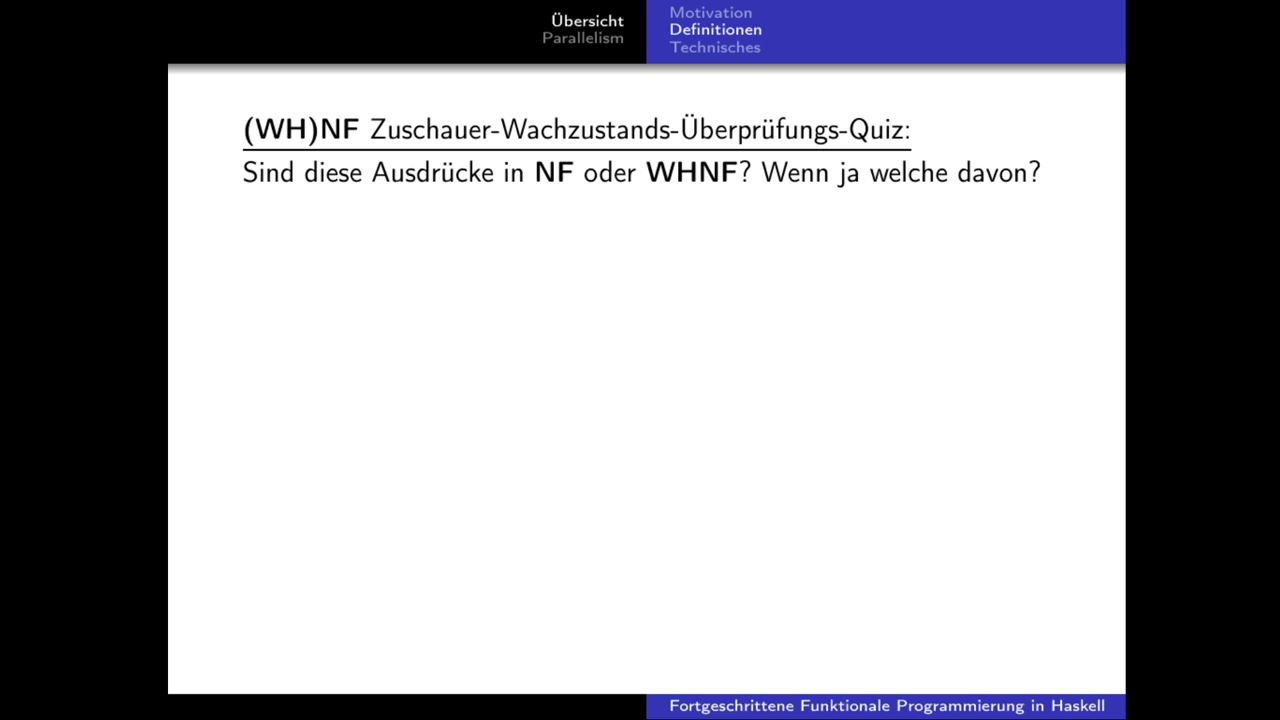 Übersicht
Parallelism
Motivation
Definitionen
Technisches
(WH)NF Zuschauer-Wachzustands-Überprüfungs-Quiz:
Sind diese Ausdrücke in NF oder WHNF? Wenn ja welche davon?
Fortgeschrittene Funktionale Programmierung in Haskell